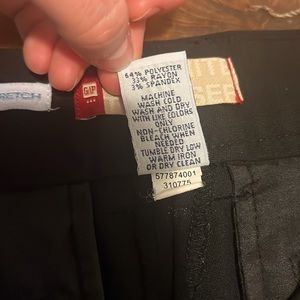 STRETCH
GAP
64% POLYESTER
33% RAYON
3% SPANDEX
MACHINE
WASH COLD
WASH AND DRY
WITH LIKE COLORS
ONLY
NON-CHLORINE
BLEACH WHEN
NEEDED
TUMBLE DRY LOW
WARM IRON
OR DRY CLEAN
577874001
310775